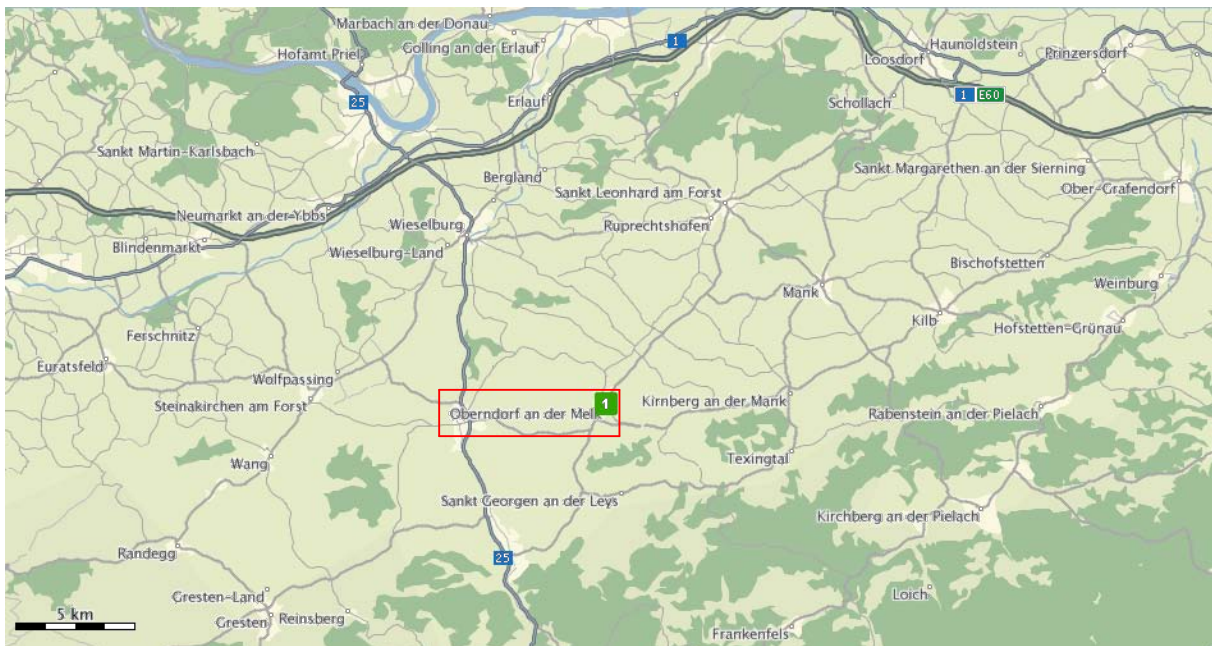 Marbach an der Donau
Hofamt Priel
Golling an der Erlauf
1
Loosdorf
Haunoldstein
Prinzersdorf
25
Erlauf
Schollach
1 E60
Sankt Martin-Karlsbach
Bergland
Sankt Leonhard am Forst
Sankt Margarethen an der Sierning
Ober-Grafendorf
Neumarkt an der Ybbs
Wieselburg
Ruprechtshofen
Blindenmarkt
Wieselburg-Land
Bischofstetten
Mank
Weinburg
Kilb
Hofstetten-Grünau
Ferschnitz
Euratsfeld
Wolfpassing
Steinakirchen am Forst
Oberndorf an der Melk
1
Kirnberg an der Mank
Rabenstein an der Pielach
Wang
Texingtal
Sankt Georgen an der Leys
Kirchberg an der Pielach
Randegg
25
Gresten-Land
Loich
5 km
Gresten
Reinsberg
Frankenfels